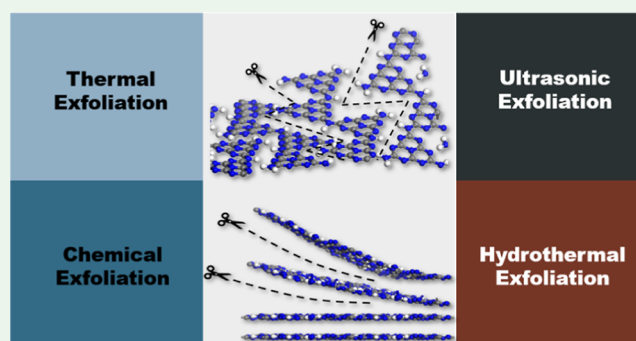 Thermal
Exfoliation
Ultrasonic
Exfoliation
Chemical
Exfoliation
Hydrothermal
Exfoliation